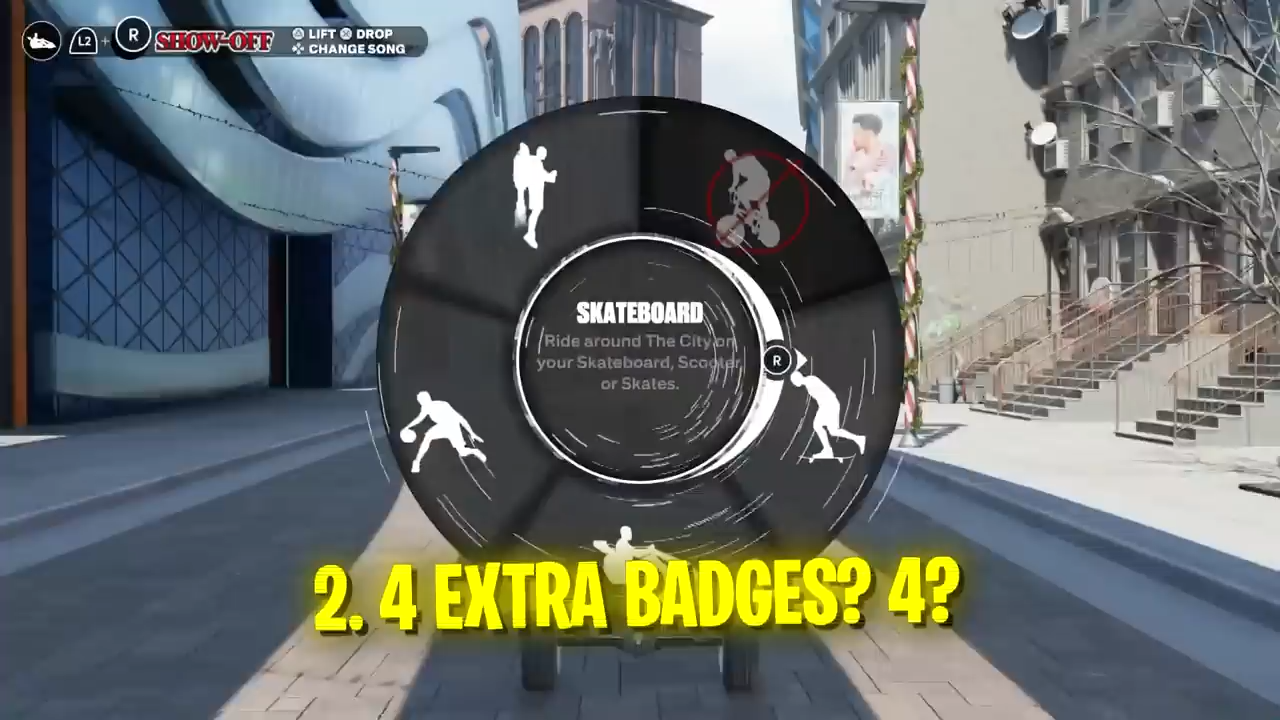 L2 + R SHOW-OFF LIFT DROP
CHANGE SONG
SKATEBOARD
Ride around The City on
your Skateboard, Scooter,
or Skates.
R
2. 4 EXTRA BADGES? 4?